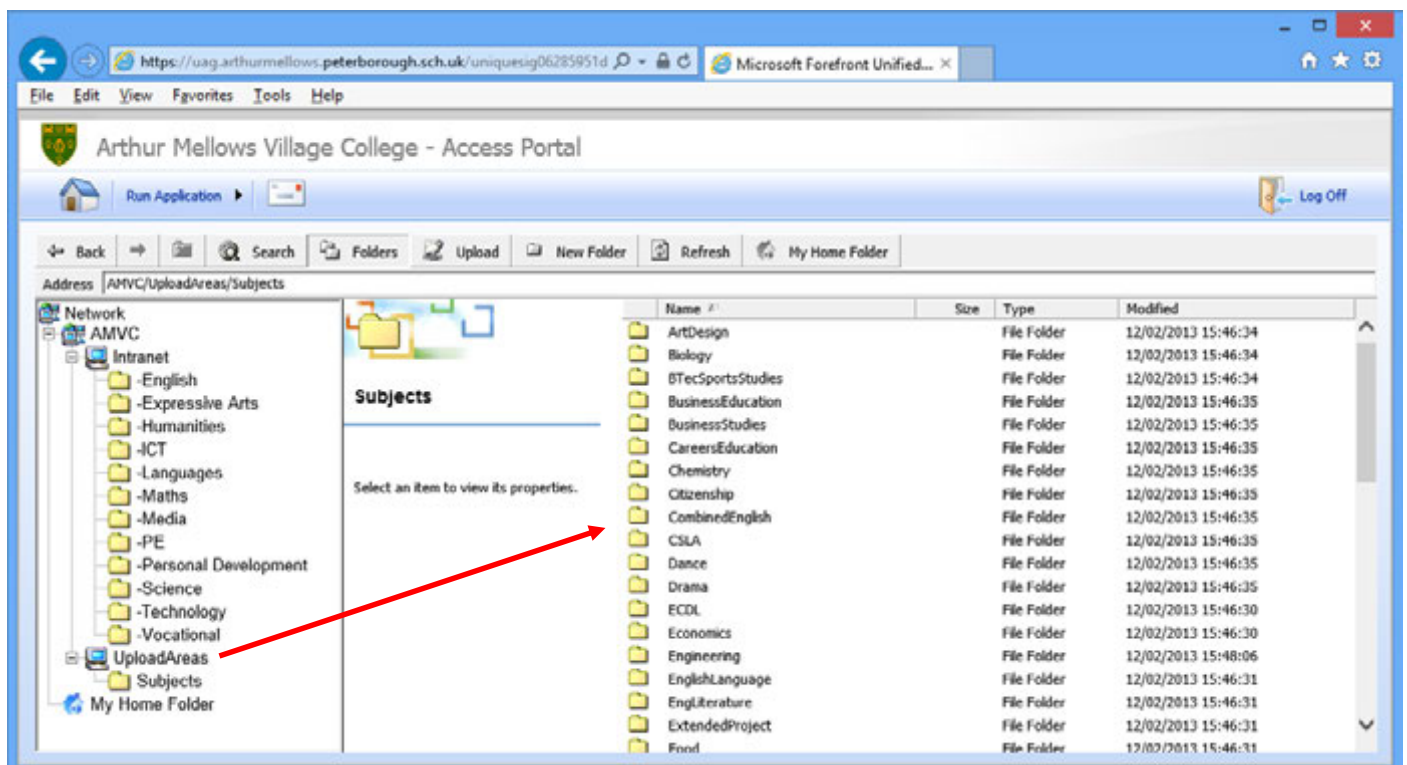 https://uag.arthurmellows.peterborough.sch.uk/uniquesig06285951d
Microsoft Forefront Unified...
File Edit View Favorites Tools Help
Arthur Mellows Village College - Access Portal
Run Application
Log Off
Back Search Folders Upload New Folder Refresh My Home Folder
Address AMVC/UploadAreas/Subjects
Network
AMVC
Intranet
-English
-Expressive Arts
-Humanities
-ICT
-Languages
-Maths
-Media
-PE
-Personal Development
-Science
-Technology
-Vocational
UploadAreas
Subjects
My Home Folder
Subjects
Select an item to view its properties.
Name Size Type Modified
ArtDesign File Folder 12/02/2013 15:46:34
Biology File Folder 12/02/2013 15:46:34
BTecSportsStudies File Folder 12/02/2013 15:46:34
BusinessEducation File Folder 12/02/2013 15:46:35
BusinessStudies File Folder 12/02/2013 15:46:35
CareersEducation File Folder 12/02/2013 15:46:35
Chemistry File Folder 12/02/2013 15:46:35
Citizenship File Folder 12/02/2013 15:46:35
CombinedEnglish File Folder 12/02/2013 15:46:35
CSLA File Folder 12/02/2013 15:46:35
Dance File Folder 12/02/2013 15:46:35
Drama File Folder 12/02/2013 15:46:35
ECDL File Folder 12/02/2013 15:46:30
Economics File Folder 12/02/2013 15:46:30
Engineering File Folder 12/02/2013 15:48:06
EnglishLanguage File Folder 12/02/2013 15:46:31
EngLiterature File Folder 12/02/2013 15:46:31
ExtendedProject File Folder 12/02/2013 15:46:31
Food File Folder 12/02/2013 15:46:31